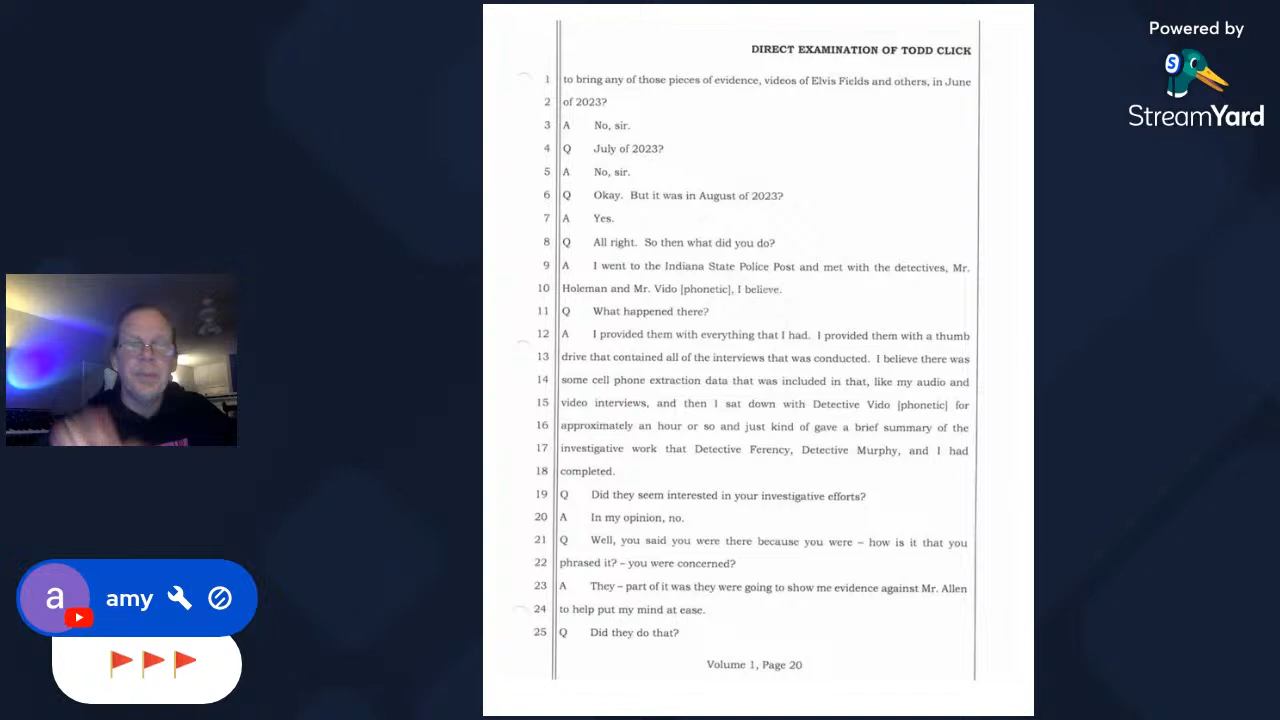 Powered by
S
StreamYard
DIRECT EXAMINATION OF TODD CLICK
1 to bring any of those pieces of evidence, videos of Elvis Fields and others, in June
2 of 2023?
3 A No, sir.
4 Q July of 2023?
5 A No, sir.
6 Q Okay. But it was in August of 2023?
7 A Yes.
8 Q All right. So then what did you do?
9 A I went to the Indiana State Police Post and met with the detectives, Mr.
10 Holeman and Mr. Vido [phonetic], I believe.
11 Q What happened there?
12 A I provided them with everything that I had. I provided them with a thumb
13 drive that contained all of the interviews that was conducted. I believe there was
14 some cell phone extraction data that was included in that, like my audio and
15 video interviews, and then I sat down with Detective Vido [phonetic] for
16 approximately an hour or so and just kind of gave a brief summary of the
17 investigative work that Detective Ferency, Detective Murphy, and I had
18 completed.
19 Q Did they seem interested in your investigative efforts?
20 A In my opinion, no.
21 Q Well, you said you were there because you were – how is it that you
22 phrased it? – you were concerned?
23 A They – part of it was they were going to show me evidence against Mr. Allen
24 to help put my mind at ease.
25 Q Did they do that?
Volume 1, Page 20
a amy